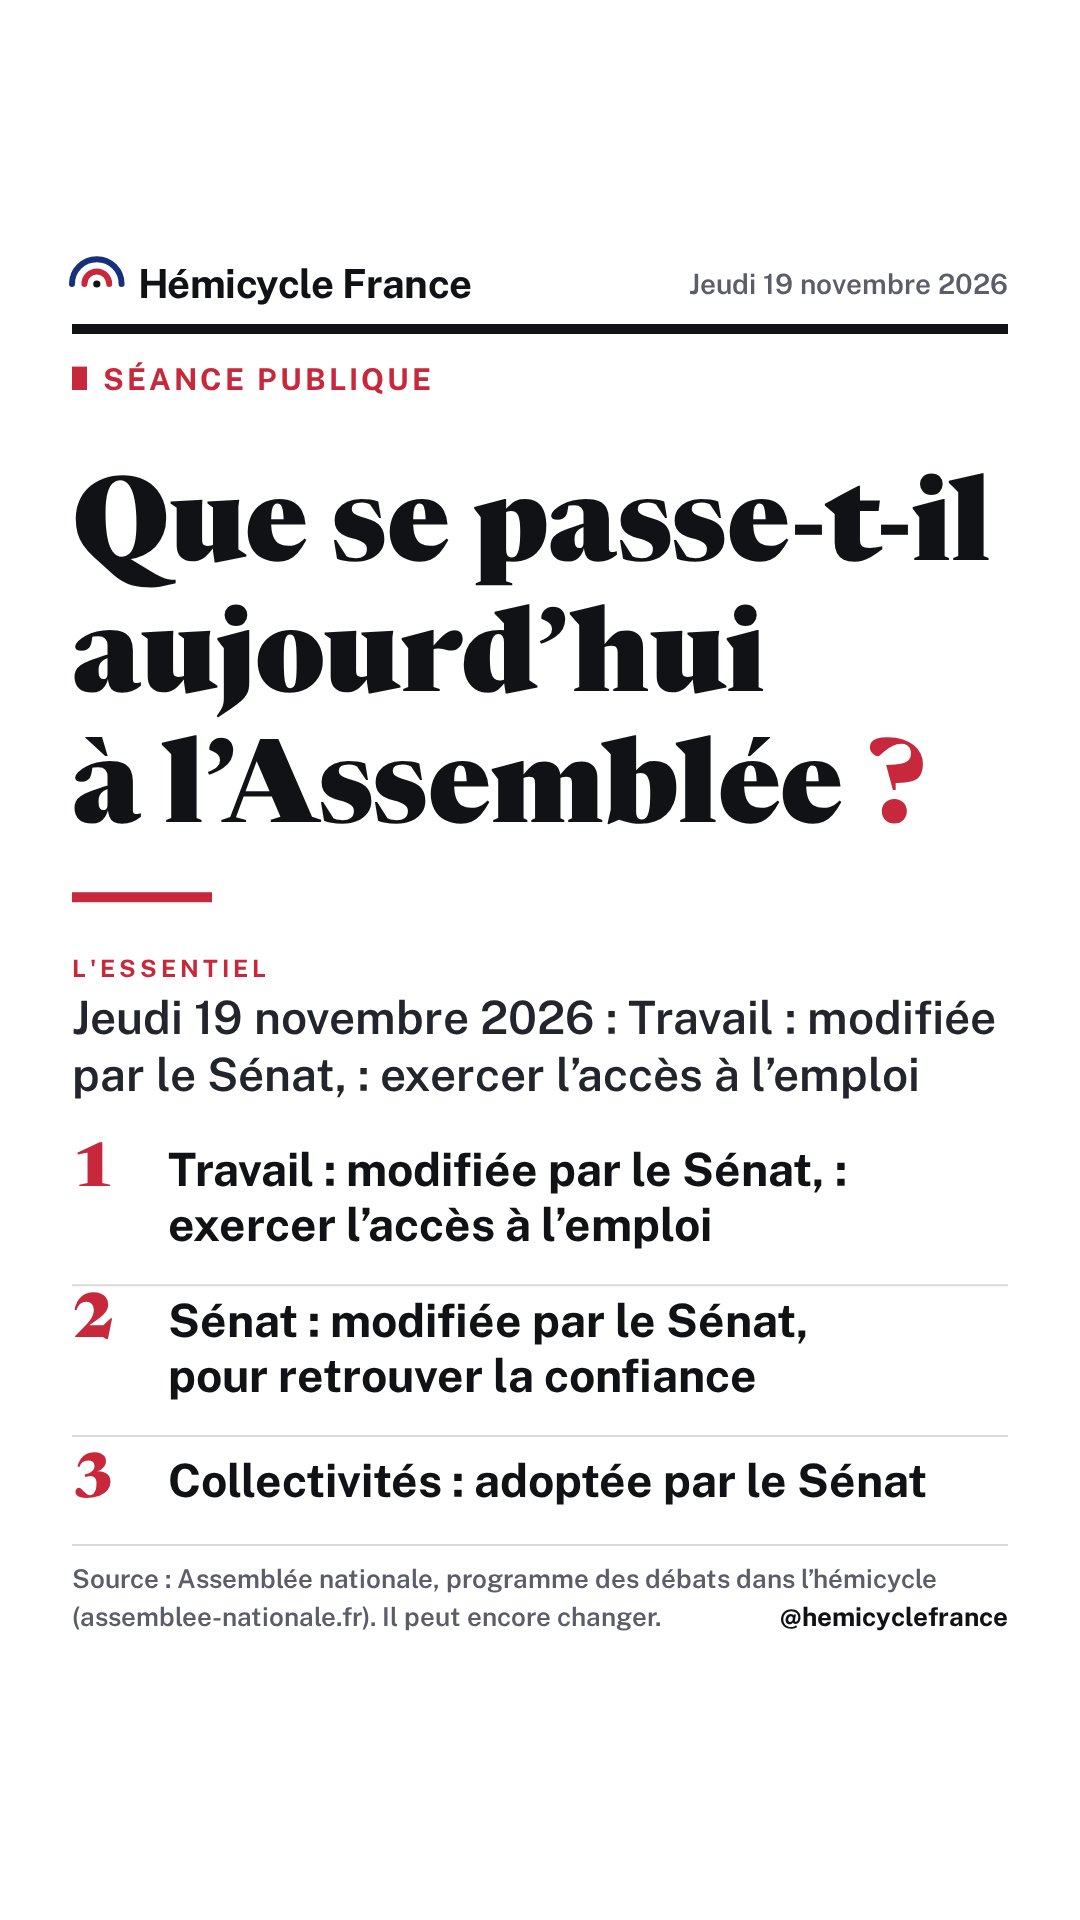 Hémicycle France
Jeudi 19 novembre 2026
SÉANCE PUBLIQUE
Que se passe-t-il
aujourd’hui
à l’Assemblée ?
L'ESSENTIEL
Jeudi 19 novembre 2026 : Travail : modifiée
par le Sénat, : exercer l’accès à l’emploi
1 Travail : modifiée par le Sénat, :
exercer l’accès à l’emploi
2 Sénat : modifiée par le Sénat,
pour retrouver la confiance
3 Collectivités : adoptée par le Sénat
Source : Assemblée nationale, programme des débats dans l’hémicycle
(assemblee-nationale.fr). Il peut encore changer.
@hemicyclefrance